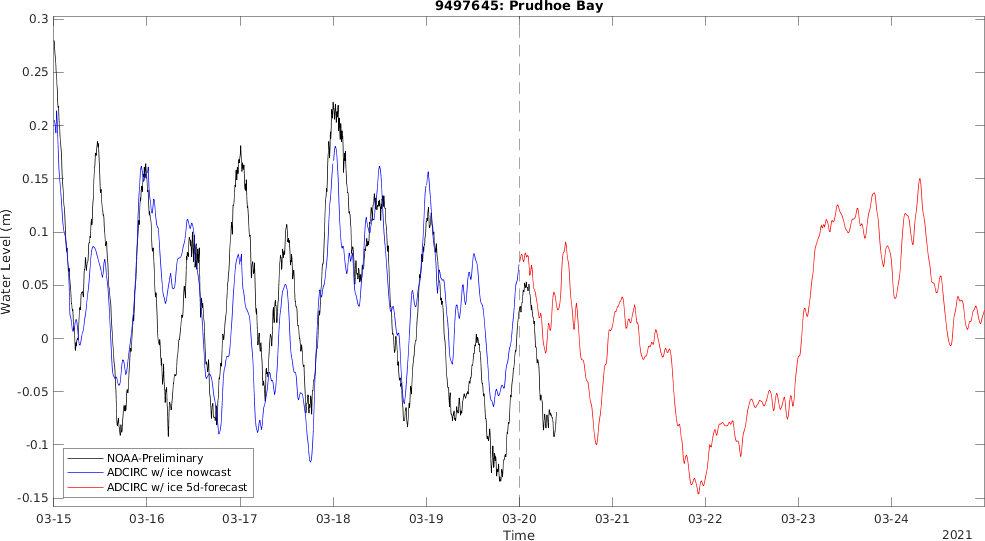 9497645: Prudhoe Bay
0.3
0.25
0.2
0.15
0.1
0.05
0
-0.05
-0.1
-0.15
Water Level (m)
NOAA-Preliminary
ADCIRC w/ ice nowcast
ADCIRC w/ ice 5d-forecast
03-15 03-16 03-17 03-18 03-19 03-20 03-21 03-22 03-23 03-24
Time
2021